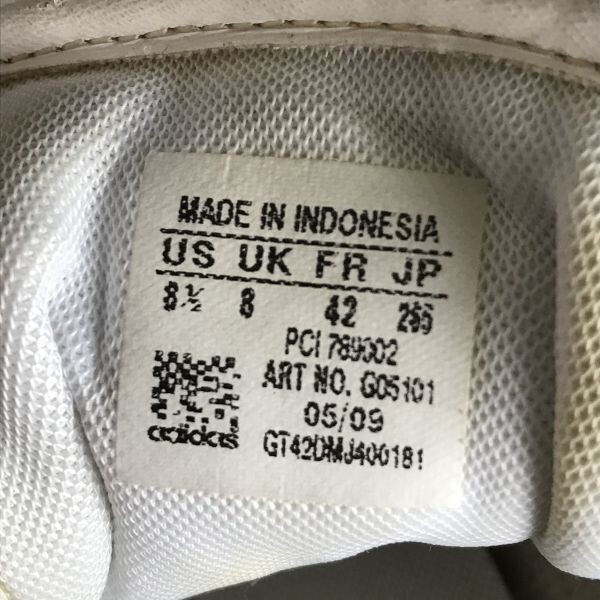 MADE IN INDONESIA
US UK FR JP
8½ 8 42 265
PCI 789002
ART NO. G05101
05/09
adidas GT42DMJ400181